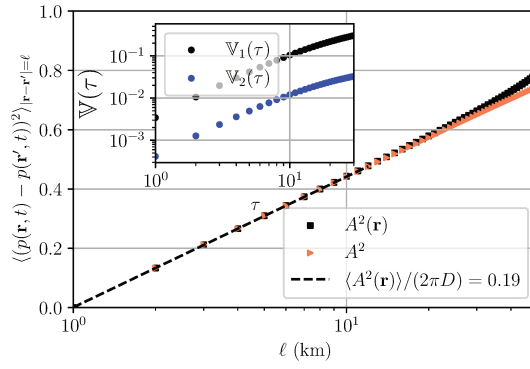 1.0
0.8
0.6
0.4
0.2
0.0
⟨(p(𝐫, t) − p(𝐫′, t))²⟩|𝐫−𝐫′|=ℓ
10⁰
10¹
ℓ (km)
𝕍(τ)
10⁻¹
10⁻²
10⁻³
10⁰
10¹
τ
𝕍₁(τ)
𝕍₂(τ)
A²(𝐫)
A²
⟨A²(𝐫)⟩/(2πD) = 0.19